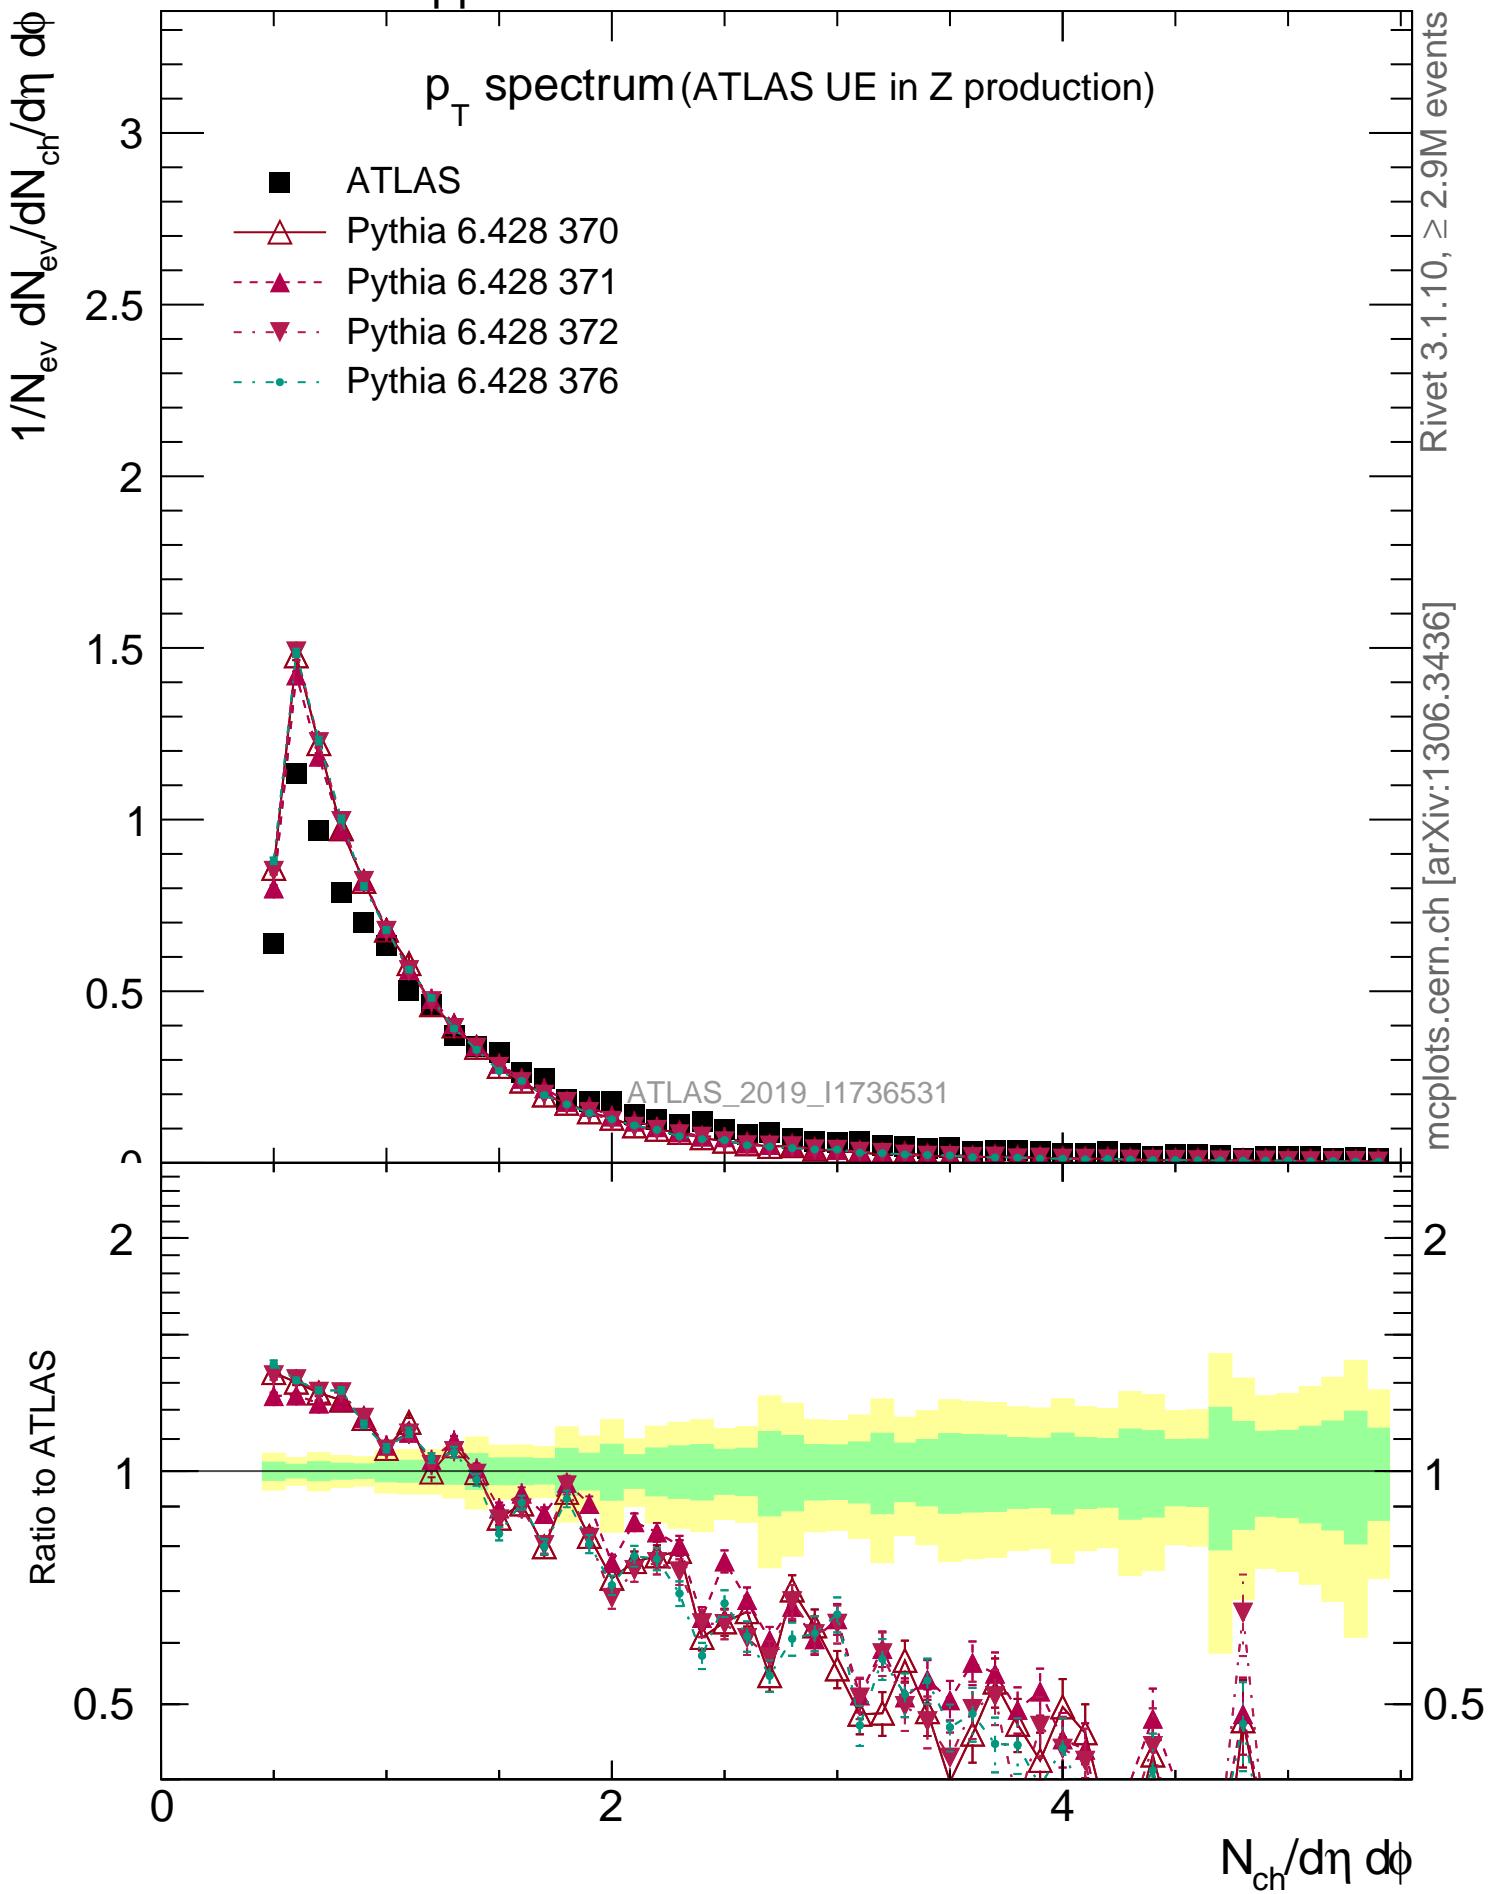 pp
p_T spectrum (ATLAS UE in Z production)
1/N_ev dN_ev/dN_ch/dη dϕ
ATLAS
Pythia 6.428 370
Pythia 6.428 371
Pythia 6.428 372
Pythia 6.428 376
3
2.5
2
1.5
1
0.5
0
ATLAS_2019_I1736531
Rivet 3.1.10, ≥ 2.9M events
mcplots.cern.ch [arXiv:1306.3436]
Ratio to ATLAS
2
1
0.5
2
1
0.5
0
2
4
N_ch/dη dϕ